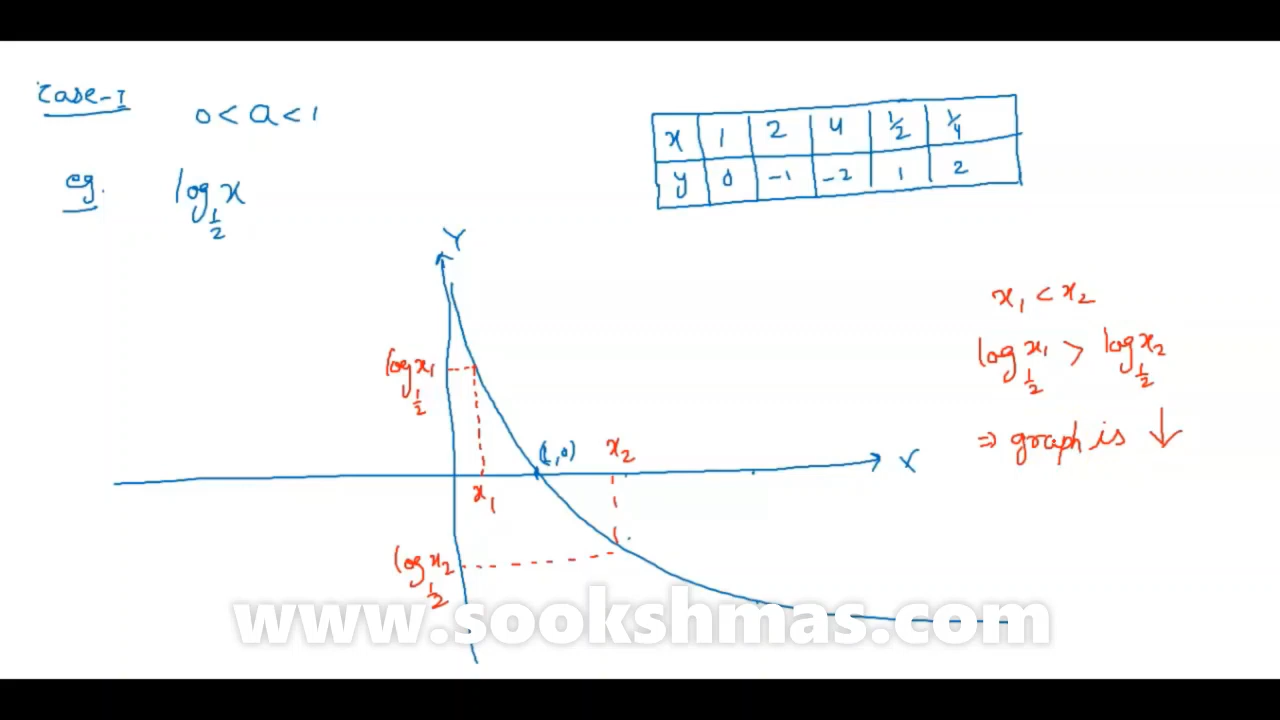 Case-I
0 < a < 1
eg. log_{1/2} x
x 1 2 4 1/2 1/4
y 0 -1 -2 1 2
Y
x₁ < x₂
log_{1/2} x₁ > log_{1/2} x₂
⇒ graph is ↓
log_{1/2} x₁
(1,0)
x₂
X
x₁
log_{1/2} x₂
www.sookshmas.com